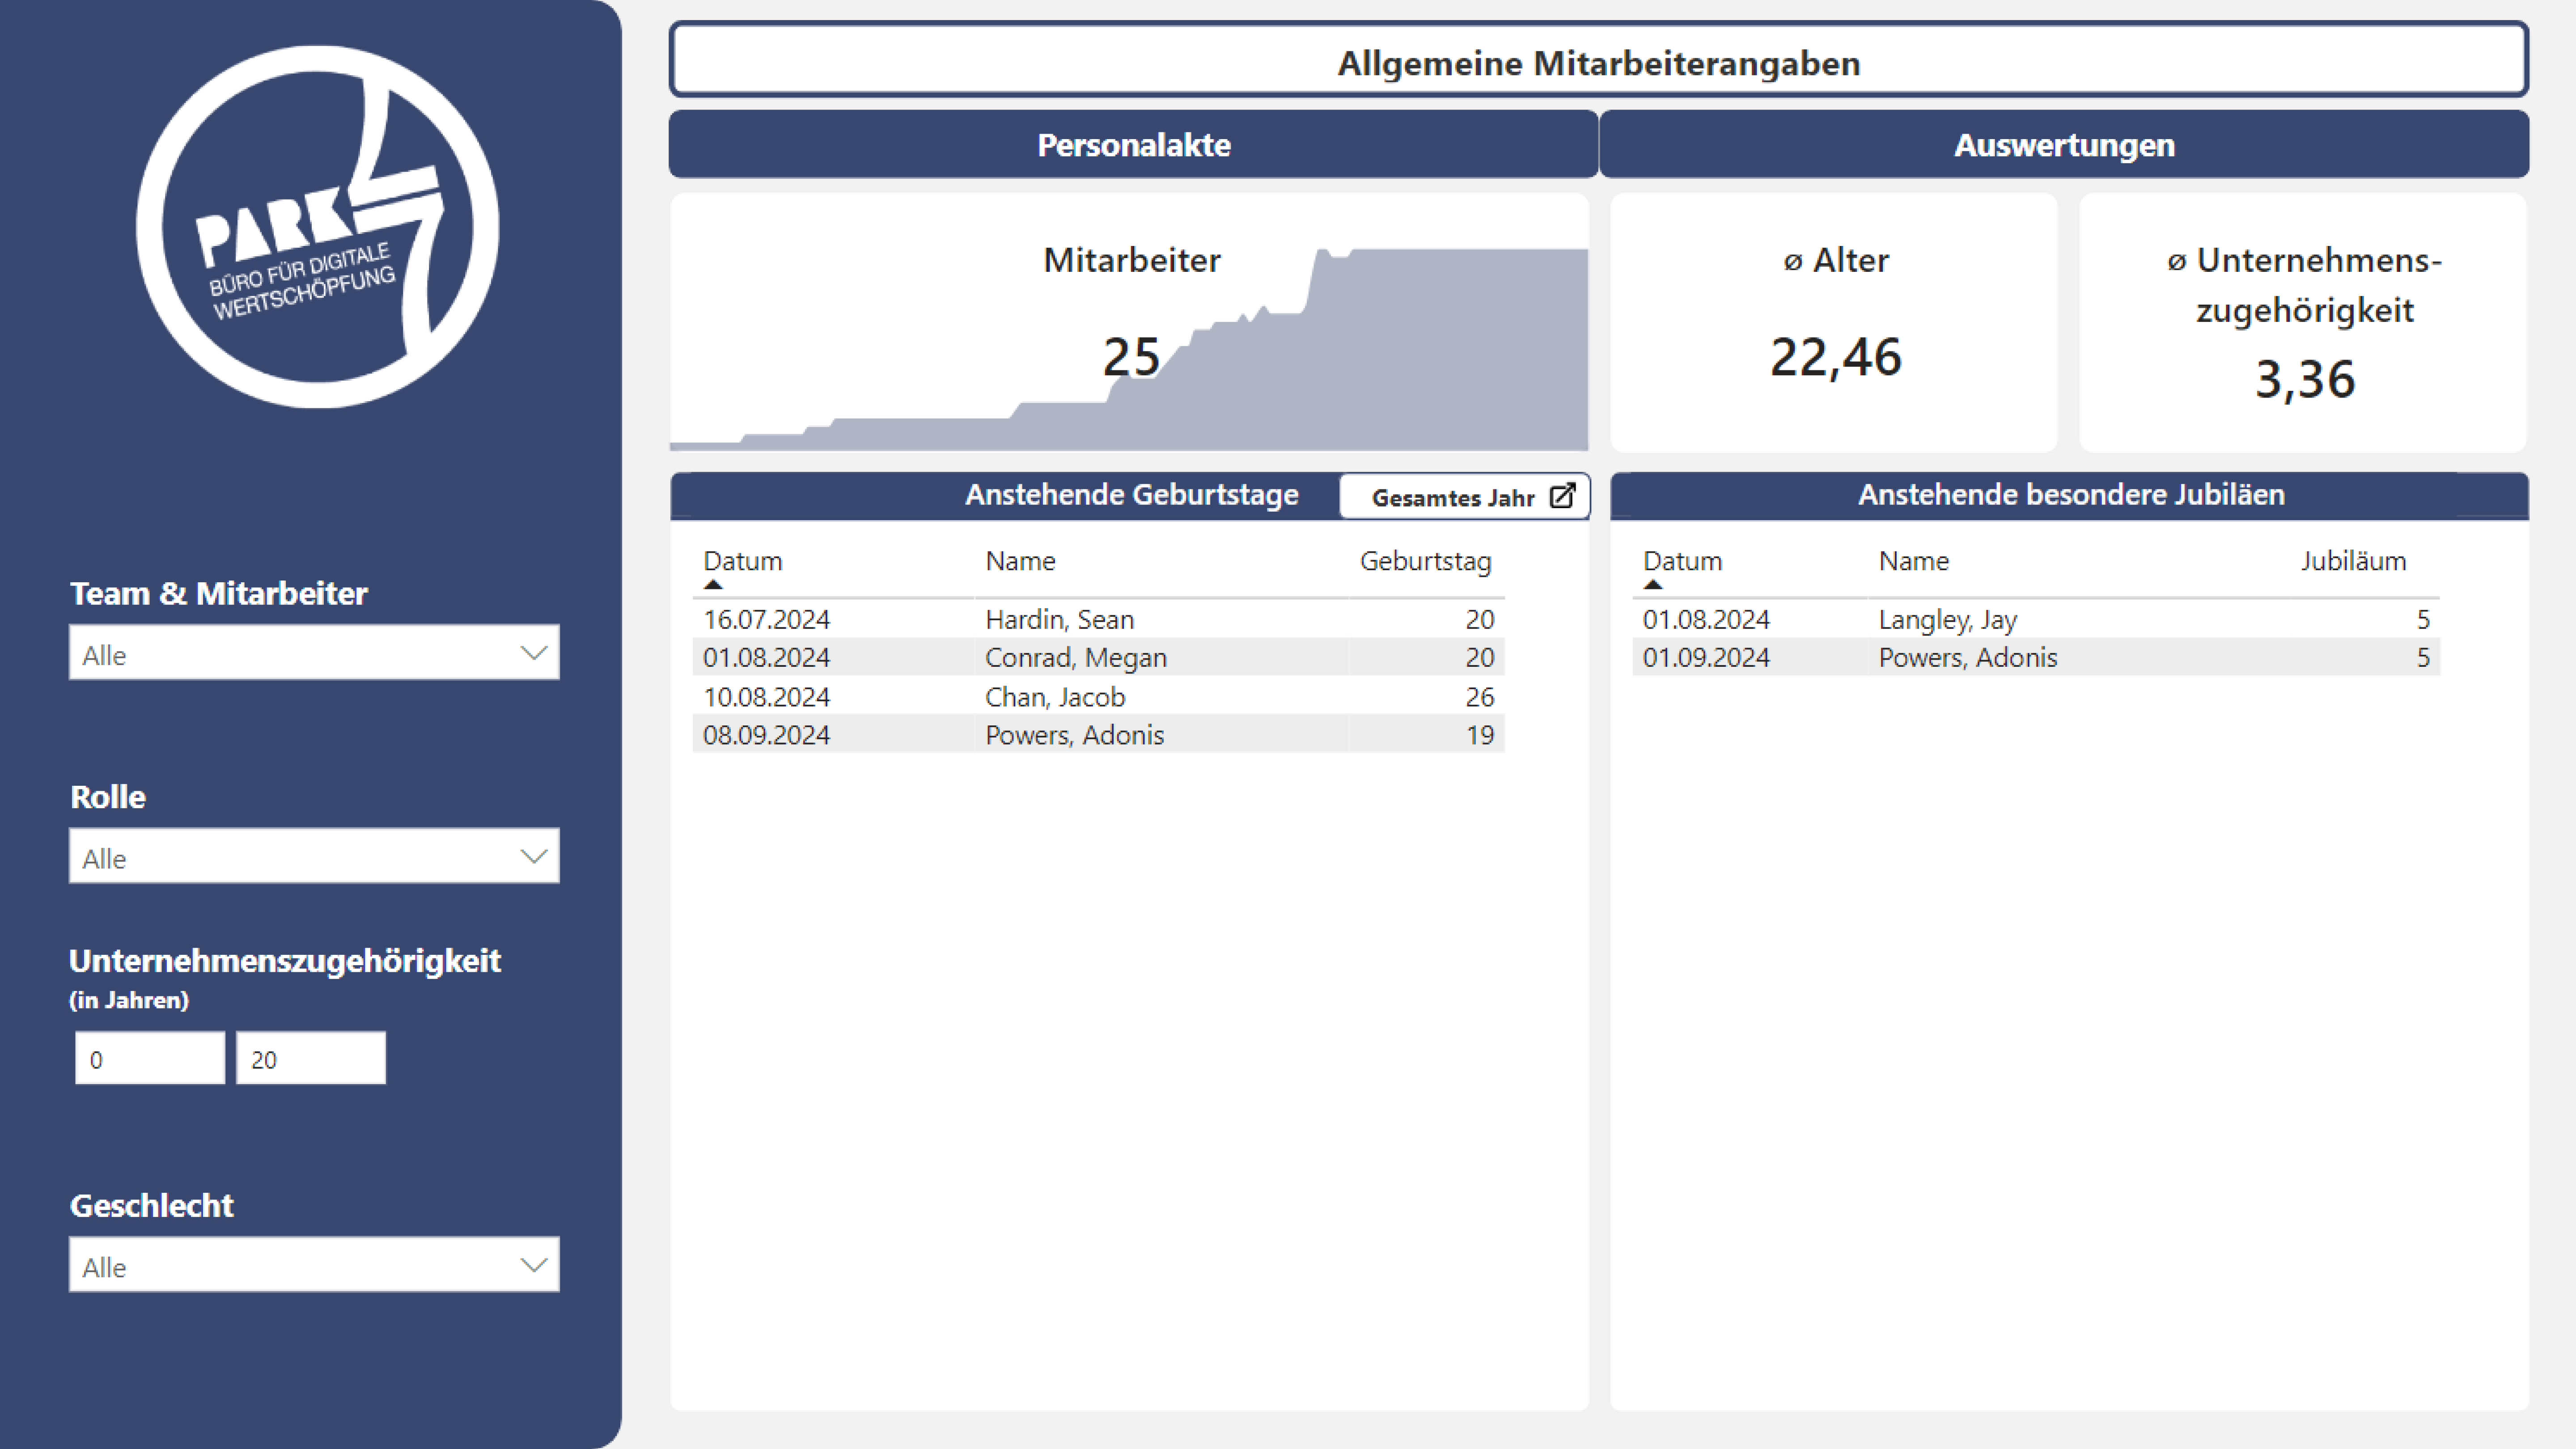 PARK 47
BÜRO FÜR DIGITALE
WERTSCHÖPFUNG
Team & Mitarbeiter
Alle
Rolle
Alle
Unternehmenszugehörigkeit
(in Jahren)
0 20
Geschlecht
Alle
Allgemeine Mitarbeiterangaben
Personalakte Auswertungen
Mitarbeiter
25
ø Alter
22,46
ø Unternehmens-
zugehörigkeit
3,36
Anstehende Geburtstage Gesamtes Jahr
Datum Name Geburtstag
16.07.2024 Hardin, Sean 20
01.08.2024 Conrad, Megan 20
10.08.2024 Chan, Jacob 26
08.09.2024 Powers, Adonis 19
Anstehende besondere Jubiläen
Datum Name Jubiläum
01.08.2024 Langley, Jay 5
01.09.2024 Powers, Adonis 5